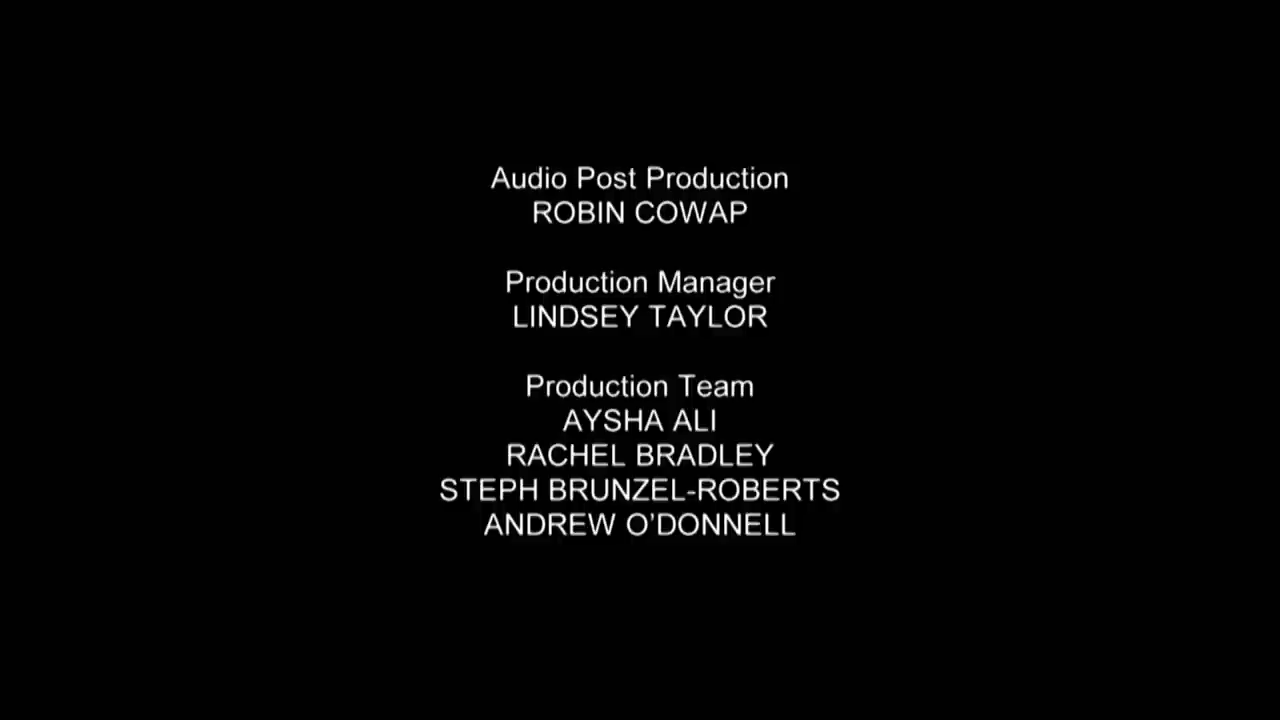 Audio Post Production
ROBIN COWAP
Production Manager
LINDSEY TAYLOR
Production Team
AYSHA ALI
RACHEL BRADLEY
STEPH BRUNZEL-ROBERTS
ANDREW O’DONNELL